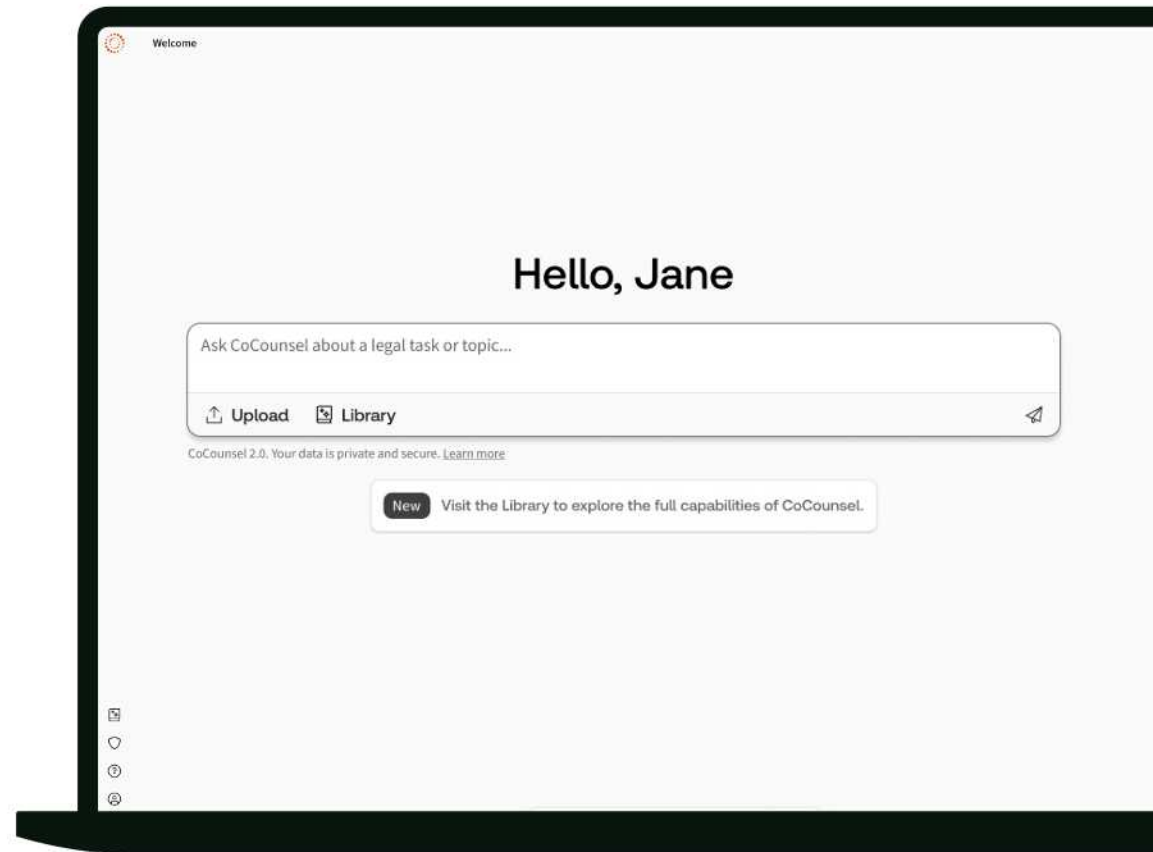 Welcome
Hello, Jane
Ask CoCounsel about a legal task or topic...
Upload Library
CoCounsel 2.0. Your data is private and secure. Learn more
New Visit the Library to explore the full capabilities of CoCounsel.